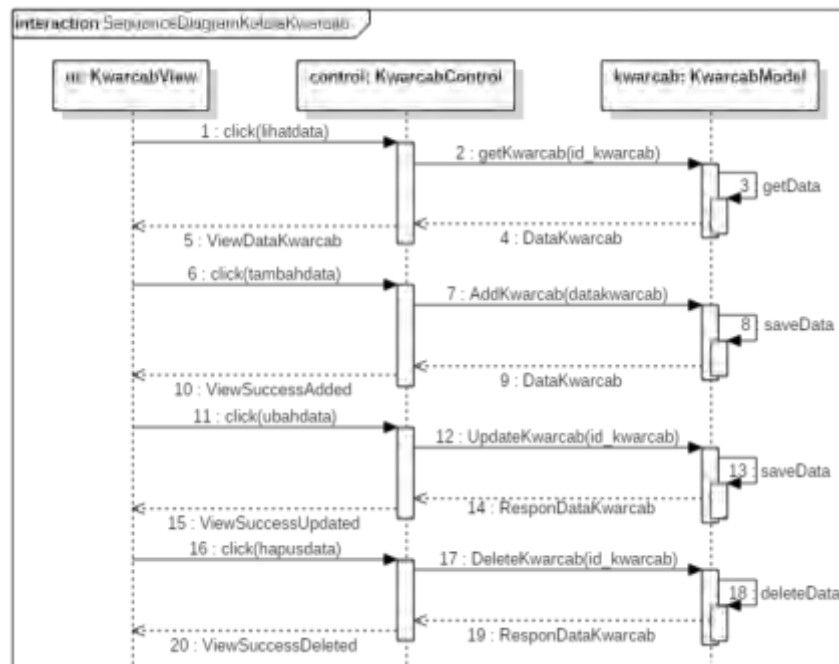 interaction SequenceDiagramKelolaKwarcab
ui: KwarcabView
control: KwarcabControl
kwarcab: KwarcabModel
1 : click(lihatdata)
2 : getKwarcab(id_kwarcab)
3 : getData
4 : DataKwarcab
5 : ViewDataKwarcab
6 : click(tambahdata)
7 : AddKwarcab(datakwarcab)
8 : saveData
9 : DataKwarcab
10 : ViewSuccessAdded
11 : click(ubahdata)
12 : UpdateKwarcab(id_kwarcab)
13 : saveData
14 : ResponDataKwarcab
15 : ViewSuccessUpdated
16 : click(hapusdata)
17 : DeleteKwarcab(id_kwarcab)
18 : deleteData
19 : ResponDataKwarcab
20 : ViewSuccessDeleted